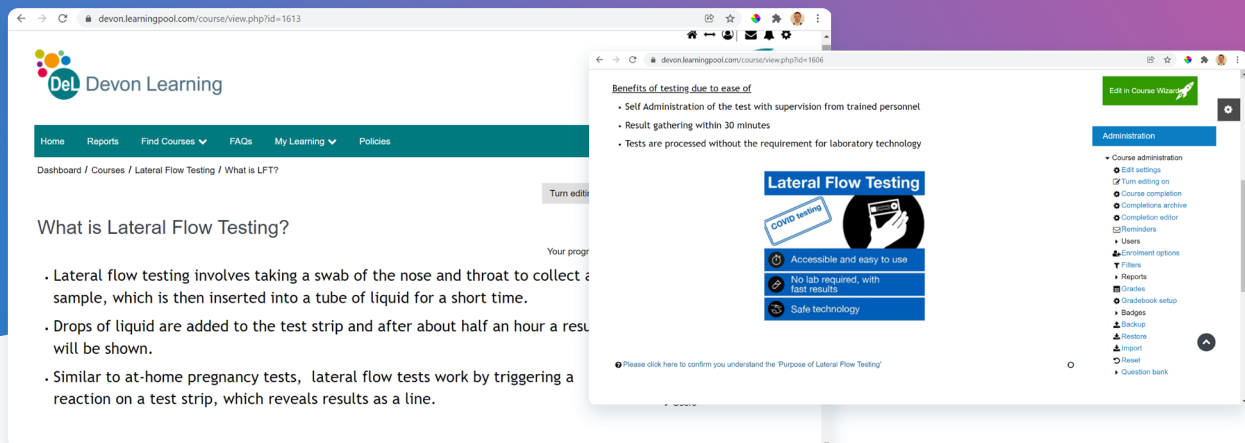 devon.learningpool.com/course/view.php?id=1613
DeL Devon Learning
Home Reports Find Courses FAQs My Learning Policies
Dashboard / Courses / Lateral Flow Testing / What is LFT?
Turn
What is Lateral Flow Testing?
Your
• Lateral flow testing involves taking a swab of the nose and throat to collect a
sample, which is then inserted into a tube of liquid for a short time.
• Drops of liquid are added to the test strip and after about half an hour a
will be shown.
• Similar to at-home pregnancy tests, lateral flow tests work by triggering a
reaction on a test strip, which reveals results as a line.
devon.learningpool.com/course/view.php?id=1606
Benefits of testing due to ease of
• Self Administration of the test with supervision from trained personnel
• Result gathering within 30 minutes
• Tests are processed without the requirement for laboratory technology
Lateral Flow Testing
COVID testing
Accessible and easy to use
No lab required, with
fast results
Safe technology
Please click here to confirm you understand the 'Purpose of Lateral Flow Testing'
Edit in Course Wizard
Administration
Course administration
Edit settings
Turn editing on
Course completion
Completions archive
Completion editor
Reminders
Users
Enrolment options
Filters
Reports
Grades
Gradebook setup
Badges
Backup
Restore
Import
Reset
Question bank